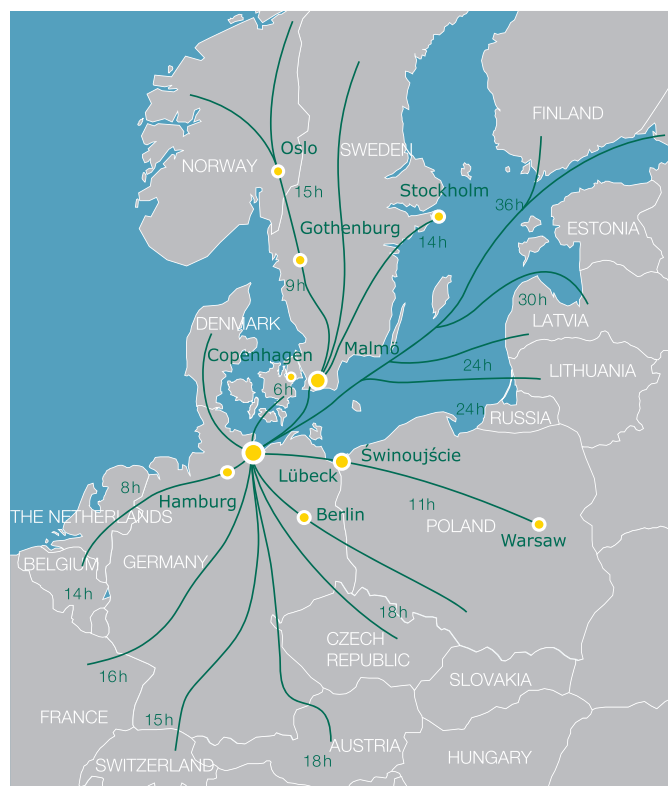 FINLAND
Oslo
SWEDEN
NORWAY
15h
Stockholm
36h
Gothenburg
14h
ESTONIA
9h
30h
DENMARK
LATVIA
Copenhagen
Malmö
24h
LITHUANIA
6h
24h
RUSSIA
Świnoujście
Lübeck
8h
Hamburg
11h
THE NETHERLANDS
Berlin
POLAND
Warsaw
BELGIUM
GERMANY
14h
18h
CZECH
REPUBLIC
16h
SLOVAKIA
FRANCE
15h
AUSTRIA
HUNGARY
SWITZERLAND
18h